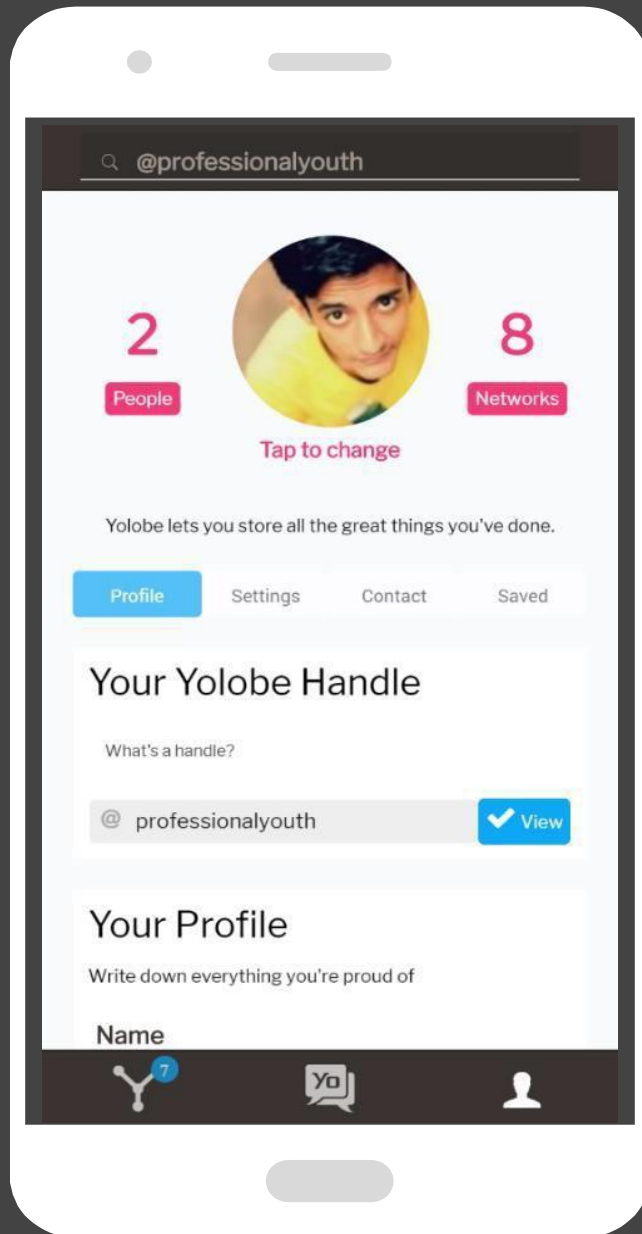 @professionalyouth
2
8
People
Networks
Tap to change
Yolobe lets you store all the great things you've done.
Profile Settings Contact Saved
Your Yolobe Handle
What's a handle?
@ professionalyouth View
Your Profile
Write down everything you're proud of
Name
7
Yo